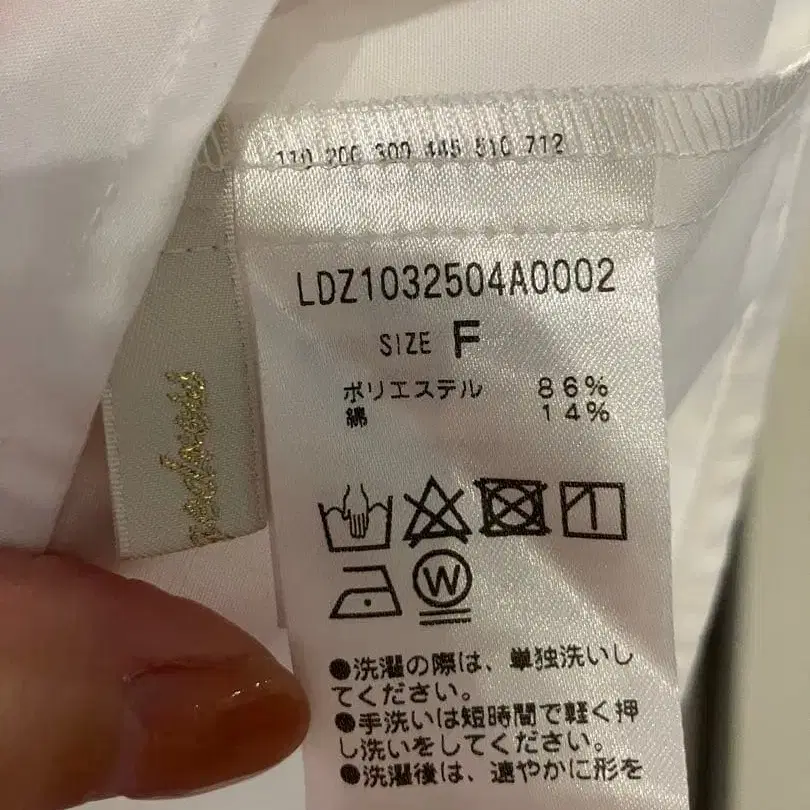 110 200 300 445 510 712
LDZ1032504A0002
SIZE F
ポリエステル 86%
綿 14%
W
●洗濯の際は、単独洗いし
てください。
●手洗いは短時間で軽く押
し洗いをしてください。
●洗濯後は、速やかに形を